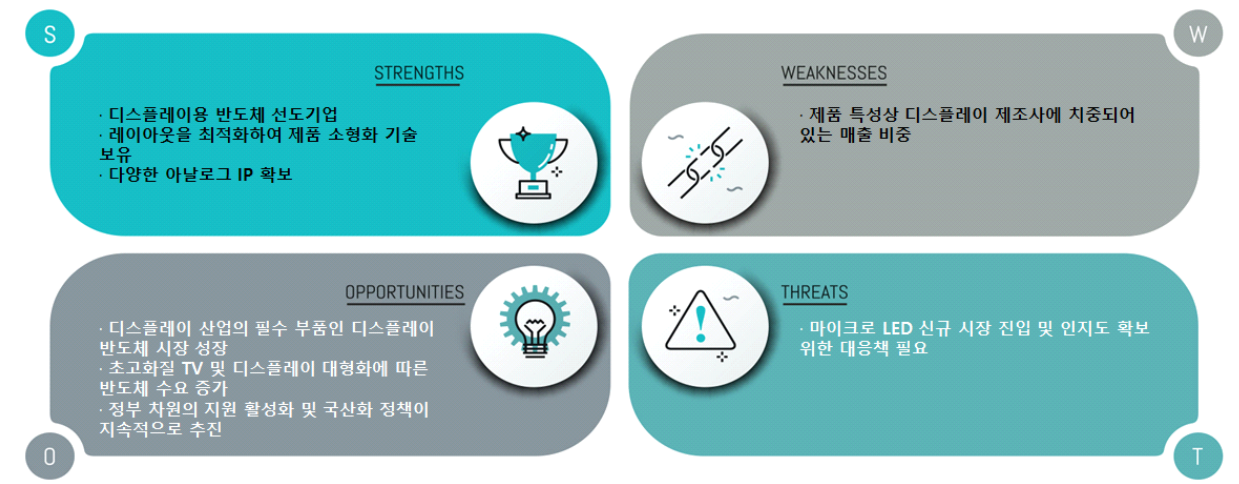 S
STRENGTHS
· 디스플레이용 반도체 선도기업
· 레이아웃을 최적화하여 제품 소형화 기술
보유
· 다양한 아날로그 IP 확보
W
WEAKNESSES
· 제품 특성상 디스플레이 제조사에 치중되어
있는 매출 비중
O
OPPORTUNITIES
· 디스플레이 산업의 필수 부품인 디스플레이
반도체 시장 성장
· 초고화질 TV 및 디스플레이 대형화에 따른
반도체 수요 증가
· 정부 차원의 지원 활성화 및 국산화 정책이
지속적으로 추진
T
THREATS
· 마이크로 LED 신규 시장 진입 및 인지도 확보
위한 대응책 필요